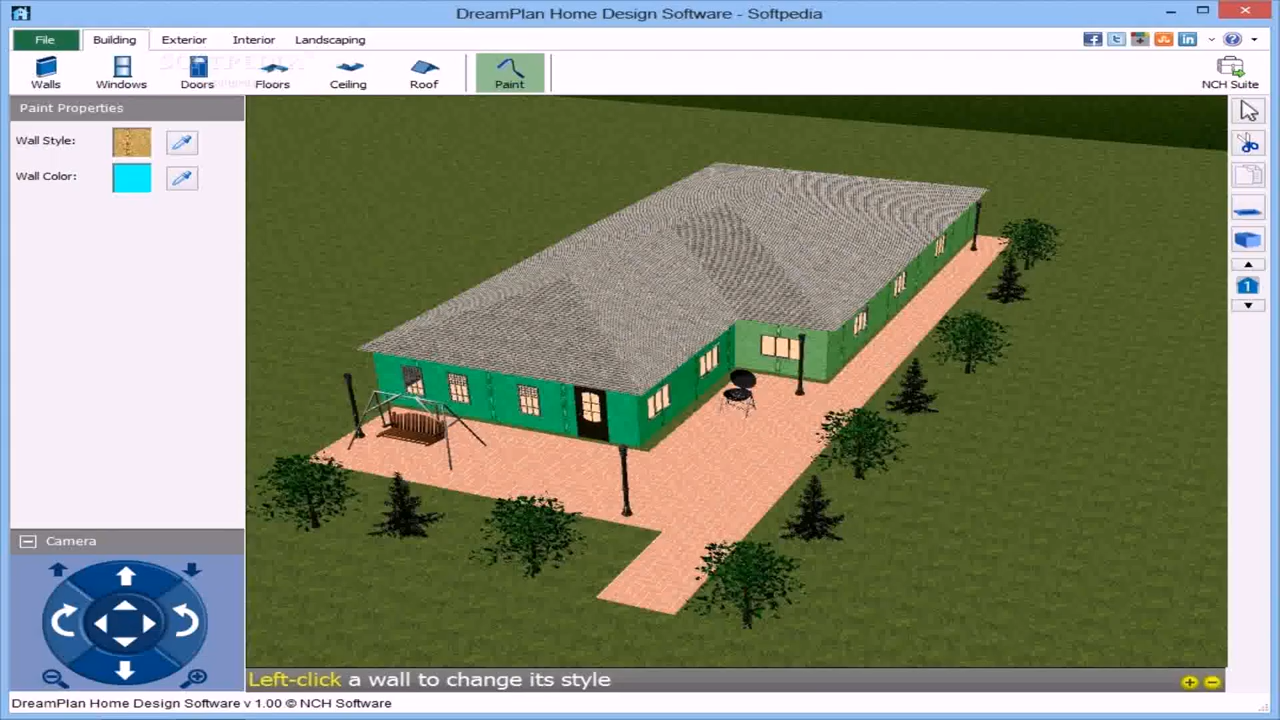 DreamPlan Home Design Software - Softpedia
File Building Exterior Interior Landscaping
SOFTPEDIA
Walls Windows Doors Floors Ceiling Roof Paint NCH Suite
Paint Properties
Wall Style:
Wall Color:
1
Camera
Left-click a wall to change its style
DreamPlan Home Design Software v 1.00 © NCH Software